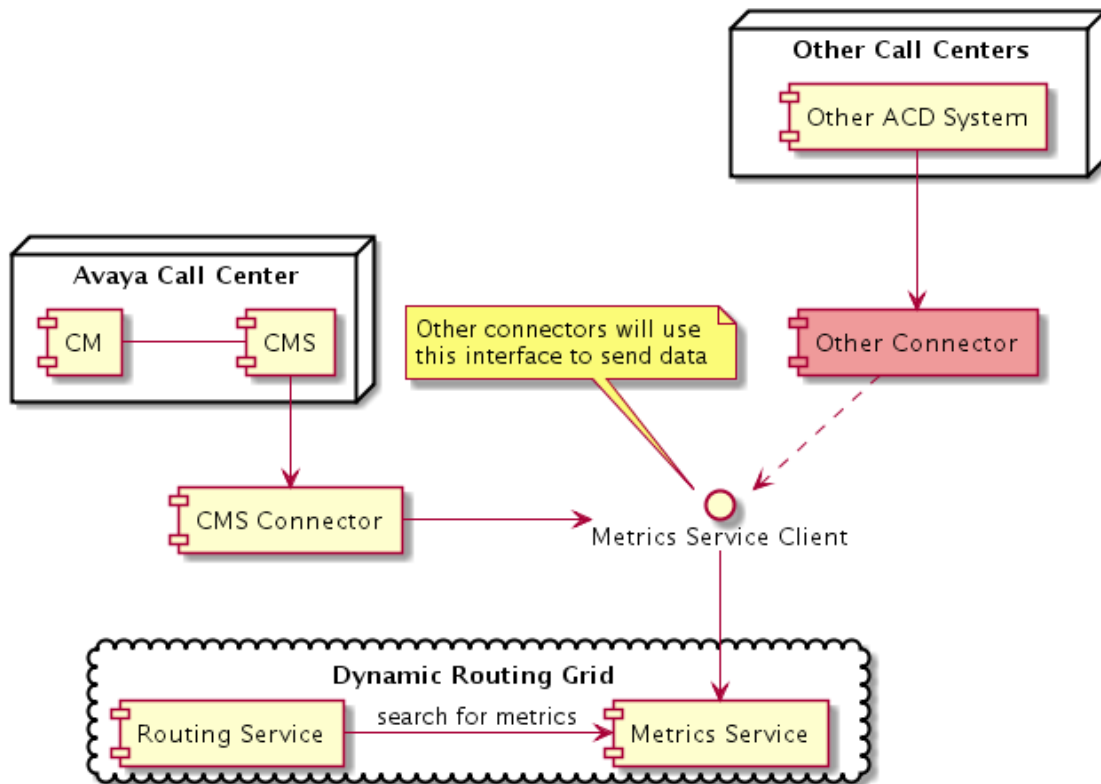 Other Call Centers
Other ACD System
Avaya Call Center
CM
CMS
Other connectors will use
this interface to send data
Other Connector
CMS Connector
Metrics Service Client
Dynamic Routing Grid
Routing Service
search for metrics
Metrics Service